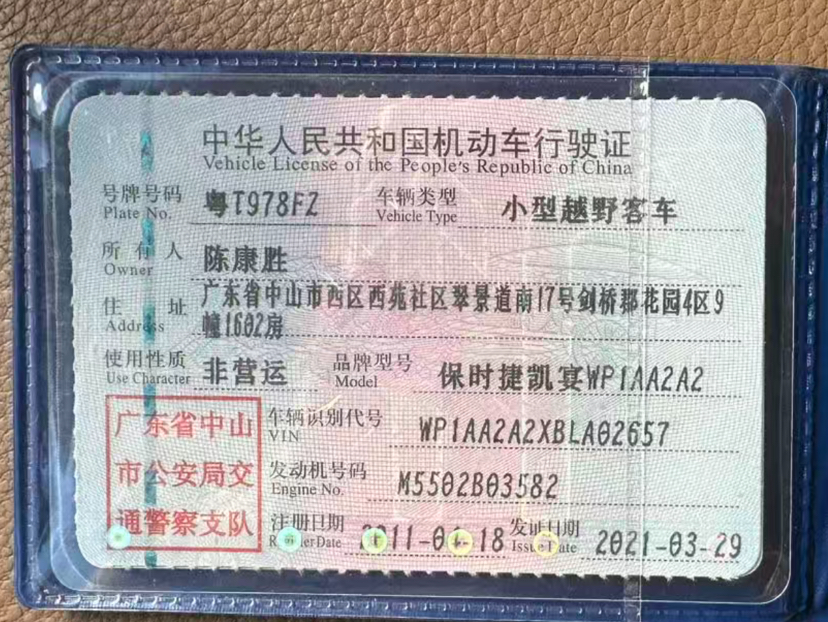 中华人民共和国机动车行驶证
Vehicle License of the People's Republic of China
号牌号码 粤T978FZ 车辆类型 小型越野客车
Plate No. Vehicle Type
所有人 陈康胜
Owner
住址 广东省中山市西区西苑社区翠景道南17号剑桥郡花园4区9
Address 幢1602房
使用性质 非营运 品牌型号 保时捷凯宴WP1AA2A2
Use Character Model
广东省中山 车辆识别代号 WP1AA2A2XBLA02657
VIN
市公安局交 发动机号码 M5502B03582
Engine No.
通警察支队 注册日期 2011-04-18 发证日期 2021-03-29
Register Date Issue Date